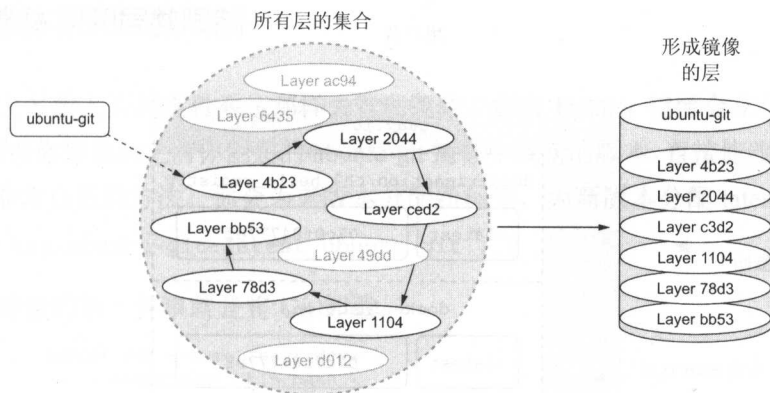 所有层的集合
Layer ac94
Layer 6435
ubuntu-git
Layer 2044
Layer 4b23
Layer ced2
Layer bb53
Layer 49dd
Layer 78d3
Layer 1104
Layer d012
形成镜像
的层
ubuntu-git
Layer 4b23
Layer 2044
Layer c3d2
Layer 1104
Layer 78d3
Layer bb53